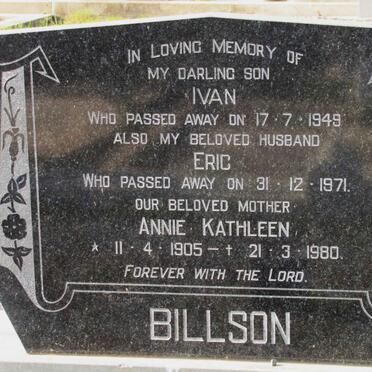 In Loving Memory of
my darling son
Ivan
Who passed away on 17 · 7 · 1949
Also my beloved husband
Eric
Who passed away on 31 · 12 · 1971.
Our beloved mother
Annie Kathleen
* 11 · 4 · 1905 — † 21 · 3 · 1980.
Forever with the Lord.
BILLSON